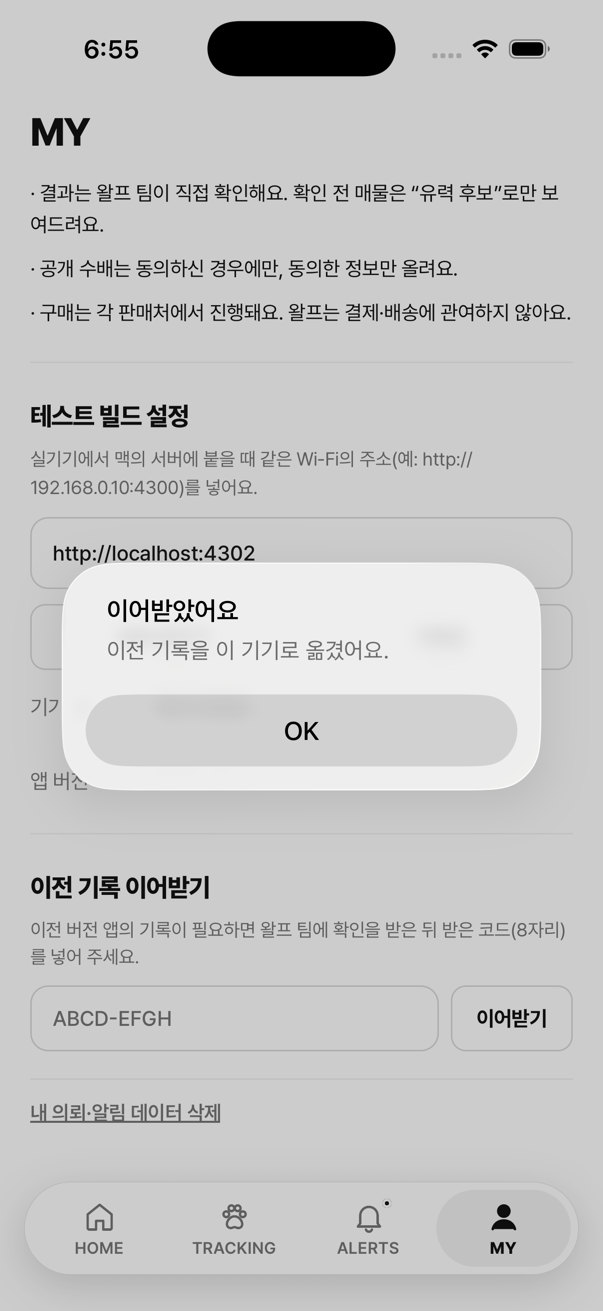 6:55
MY
· 결과는 왈프 팀이 직접 확인해요. 확인 전 매물은 “유력 후보”로만 보
여드려요.
· 공개 수배는 동의하신 경우에만, 동의한 정보만 올려요.
· 구매는 각 판매처에서 진행돼요. 왈프는 결제·배송에 관여하지 않아요.
테스트 빌드 설정
실기기에서 맥의 서버에 붙을 때 같은 Wi-Fi의 주소(예: http://
192.168.0.10:4300)를 넣어요.
http://localhost:4302
이어받았어요
이전 기록을 이 기기로 옮겼어요.
OK
앱 버전
이전 기록 이어받기
이전 버전 앱의 기록이 필요하면 왈프 팀에 확인을 받은 뒤 받은 코드(8자리)
를 넣어 주세요.
ABCD-EFGH
이어받기
내 의뢰·알림 데이터 삭제
HOME
TRACKING
ALERTS
MY